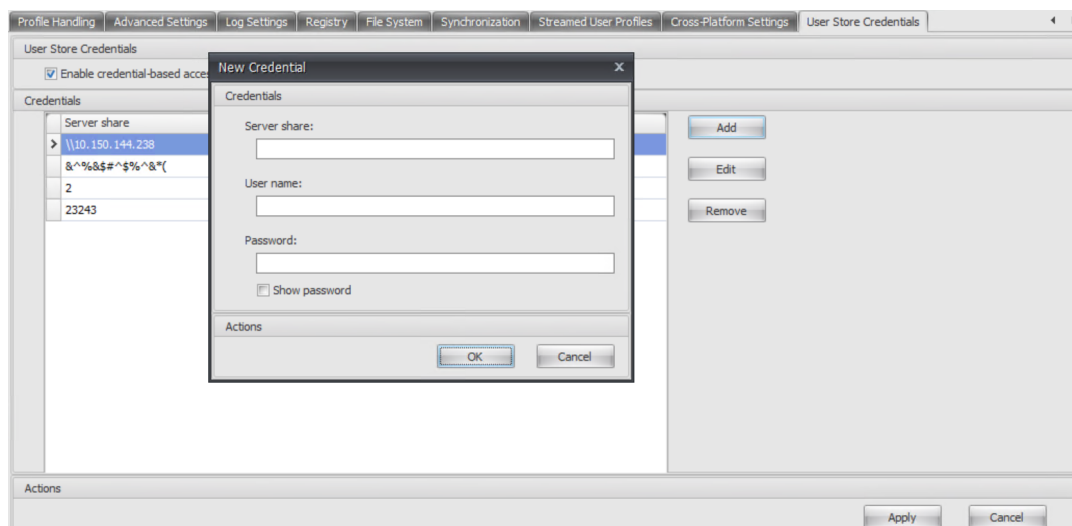 Profile Handling Advanced Settings Log Settings Registry File System Synchronization Streamed User Profiles Cross-Platform Settings User Store Credentials
User Store Credentials
Enable credential-based acces
New Credential
Credentials
Credentials
Server share
\\10.150.144.238
&^%&$#^$%^&*(
2
23243
Server share:
User name:
Password:
Show password
Actions
OK Cancel
Add
Edit
Remove
Actions
Apply Cancel